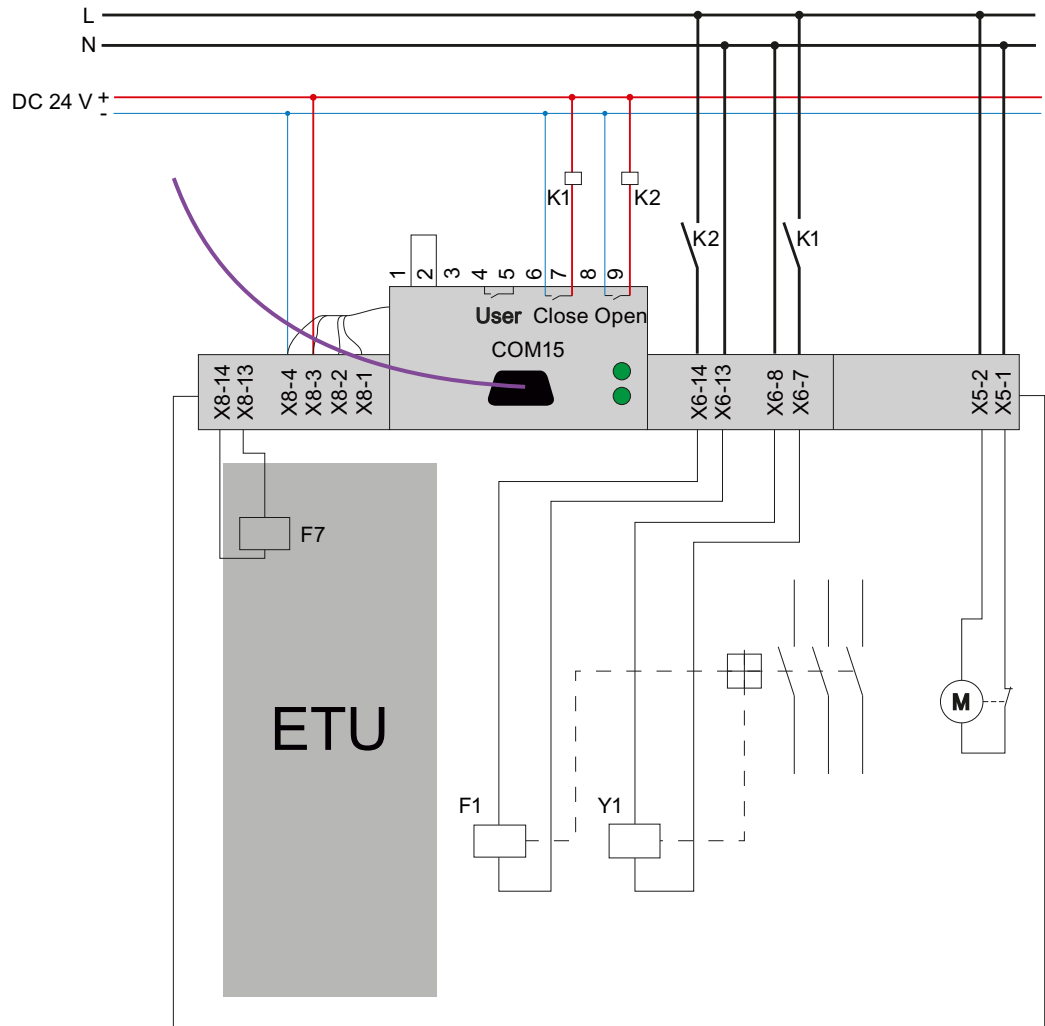 L
N
DC 24 V +
-
K1
K2
K2
K1
1
2
3
4
5
6
7
8
9
User Close Open
COM15
X8-14
X8-13
X8-4
X8-3
X8-2
X8-1
X6-14
X6-13
X6-8
X6-7
X5-2
X5-1
F7
ETU
M
F1
Y1